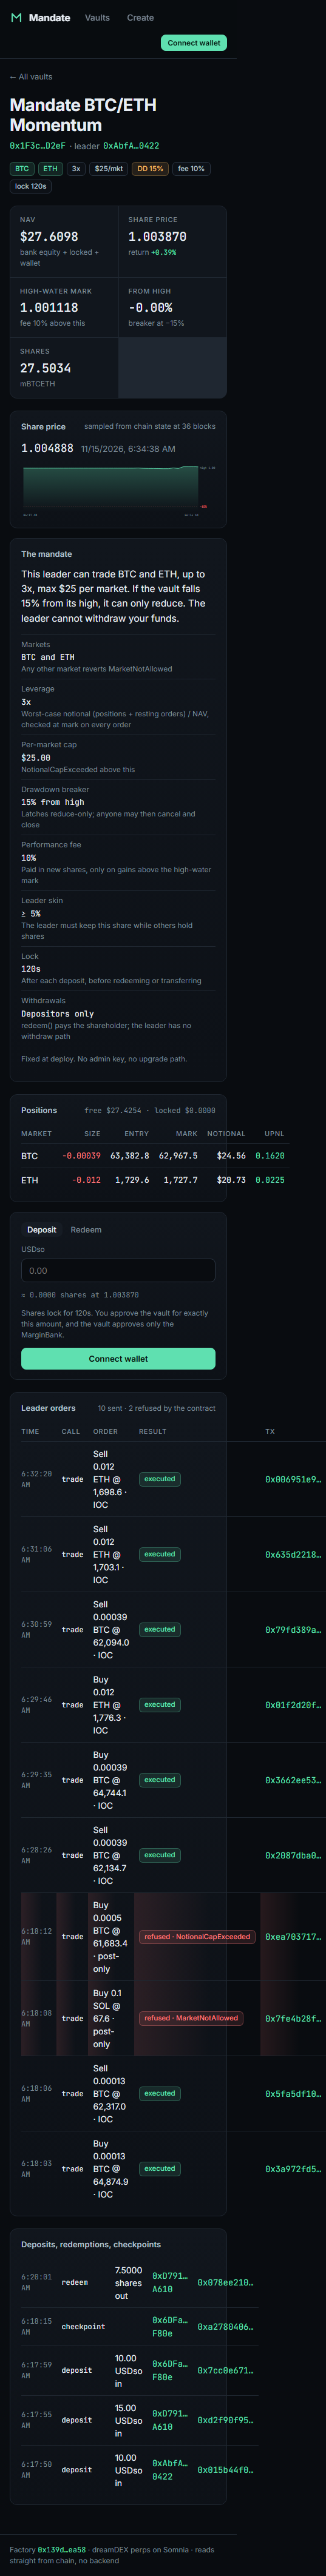 Mandate Vaults Create
Connect wallet
← All vaults
Mandate BTC/ETH
Momentum
0x1F3c…D2eF · leader 0xAbfA…0422
BTC ETH 3x $25/mkt DD 15% fee 10%
lock 120s
NAV
$27.6098
bank equity + locked +
wallet
SHARE PRICE
1.003870
return +0.39%
HIGH-WATER MARK
1.001118
fee 10% above this
FROM HIGH
-0.00%
breaker at −15%
SHARES
27.5034
mBTCETH
Share price sampled from chain state at 36 blocks
1.004888 11/15/2026, 6:34:38 AM
The mandate
This leader can trade BTC and ETH, up to
3x, max $25 per market. If the vault falls
15% from its high, it can only reduce. The
leader cannot withdraw your funds.
Markets
BTC and ETH
Any other market reverts MarketNotAllowed
Leverage
3x
Worst-case notional (positions + resting orders) / NAV,
checked at mark on every order
Per-market cap
$25.00
NotionalCapExceeded above this
Drawdown breaker
15% from high
Latches reduce-only; anyone may then cancel and
close
Performance fee
10%
Paid in new shares, only on gains above the high-water
mark
Leader skin
≥ 5%
The leader must keep this share while others hold
shares
Lock
120s
After each deposit, before redeeming or transferring
Withdrawals
Depositors only
redeem() pays the shareholder; the leader has no
withdraw path
Fixed at deploy. No admin key, no upgrade path.
Positions free $27.4254 · locked $0.0000
MARKET SIZE ENTRY MARK NOTIONAL UPNL
BTC -0.00039 63,382.8 62,967.5 $24.56 0.1620
ETH -0.012 1,729.6 1,727.7 $20.73 0.0225
Deposit Redeem
USDso
0.00
≈ 0.0000 shares at 1.003870
Shares lock for 120s. You approve the vault for exactly
this amount, and the vault approves only the
MarginBank.
Connect wallet
Leader orders 10 sent · 2 refused by the contract
TIME CALL ORDER RESULT TX
6:32:20
AM
trade
Sell
0.012
ETH @
1,698.6 ·
IOC
executed
0x006951e9…
6:31:06
AM
trade
Sell
0.012
ETH @
1,703.1 ·
IOC
executed
0x635d2218…
6:30:59
AM
trade
Sell
0.00039
BTC @
62,094.0
· IOC
executed
0x79fd389a…
6:29:46
AM
trade
Buy
0.012
ETH @
1,776.3 ·
IOC
executed
0x01f2d20f…
6:29:35
AM
trade
Buy
0.00039
BTC @
64,744.1
· IOC
executed
0x3662ee53…
6:28:26
AM
trade
Sell
0.00039
BTC @
62,134.7
· IOC
executed
0x2087dba0…
6:18:12
AM
trade
Buy
0.0005
BTC @
61,683.4
· post-
only
refused · NotionalCapExceeded
0xea703717…
6:18:08
AM
trade
Buy 0.1
SOL @
67.6 ·
post-
only
refused · MarketNotAllowed
0x7fe4b28f…
6:18:06
AM
trade
Sell
0.00013
BTC @
62,317.0
· IOC
executed
0x5fa5df10…
6:18:03
AM
trade
Buy
0.00013
BTC @
64,874.9
· IOC
executed
0x3a972fd5…
Deposits, redemptions, checkpoints
6:20:01
AM
redeem
7.5000
shares
out
0xD791…
A610
0x078ee210…
6:18:15
AM
checkpoint
0x6DFa…
F80e
0xa2780406…
6:17:59
AM
deposit
10.00
USDso
in
0x6DFa…
F80e
0x7cc0e671…
6:17:55
AM
deposit
15.00
USDso
in
0xD791…
A610
0xd2f90f95…
6:17:50
AM
deposit
10.00
USDso
in
0xAbfA…
0422
0x015b44f0…
Factory 0x139d…ea58 · dreamDEX perps on Somnia · reads
straight from chain, no backend